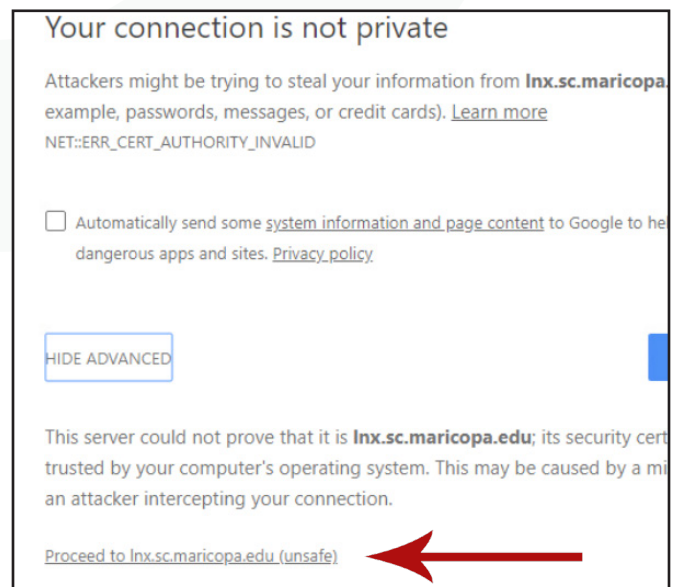 Your connection is not private
Attackers might be trying to steal your information from lnx.sc.maricopa.
example, passwords, messages, or credit cards). Learn more
NET::ERR_CERT_AUTHORITY_INVALID
Automatically send some system information and page content to Google to
dangerous apps and sites. Privacy policy
HIDE ADVANCED
This server could not prove that it is lnx.sc.maricopa.edu; its security
trusted by your computer's operating system. This may be caused by a
an attacker intercepting your connection.
Proceed to lnx.sc.maricopa.edu (unsafe)